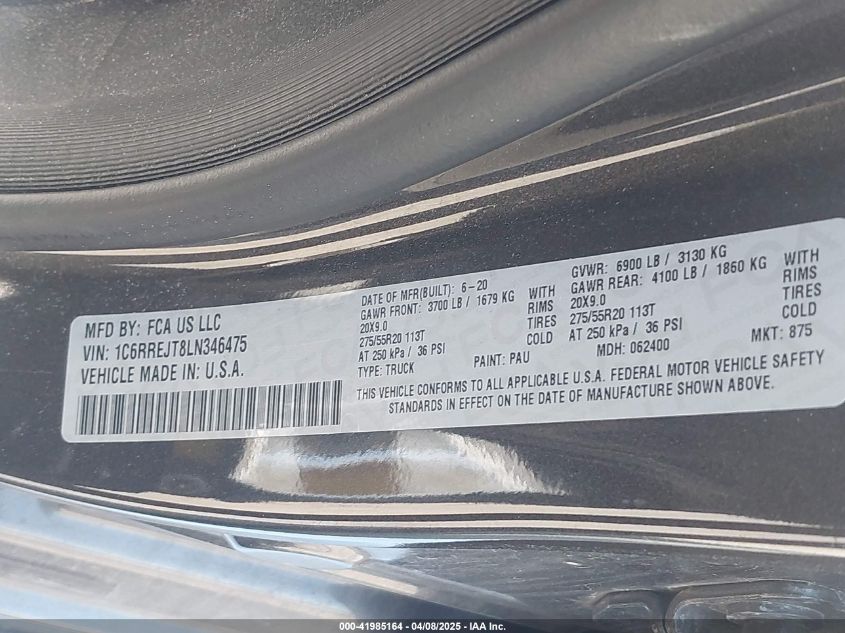 MFD BY: FCA US LLC
VIN: 1C6RREJT8LN346475
VEHICLE MADE IN: U.S.A.
DATE OF MFR(BUILT): 6-20
GAWR FRONT: 3700 LB / 1679 KG WITH
20X9.0 RIMS
275/55R20 113T TIRES
AT 250 kPa / 36 PSI COLD
TYPE: TRUCK PAINT: PAU
GVWR: 6900 LB / 3130 KG
GAWR REAR: 4100 LB / 1860 KG WITH
20X9.0 RIMS
275/55R20 113T TIRES
AT 250 kPa / 36 PSI COLD
MDH: 062400 MKT: 875
THIS VEHICLE CONFORMS TO ALL APPLICABLE U.S.A. FEDERAL MOTOR VEHICLE SAFETY
STANDARDS IN EFFECT ON THE DATE OF MANUFACTURE SHOWN ABOVE.
000-41985164 - 04/08/2025 - IAA Inc.